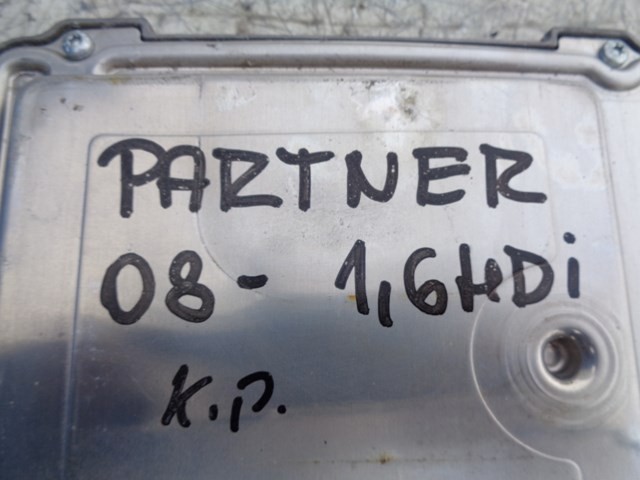 PARTNER
08- 1,6HDi
K.P.